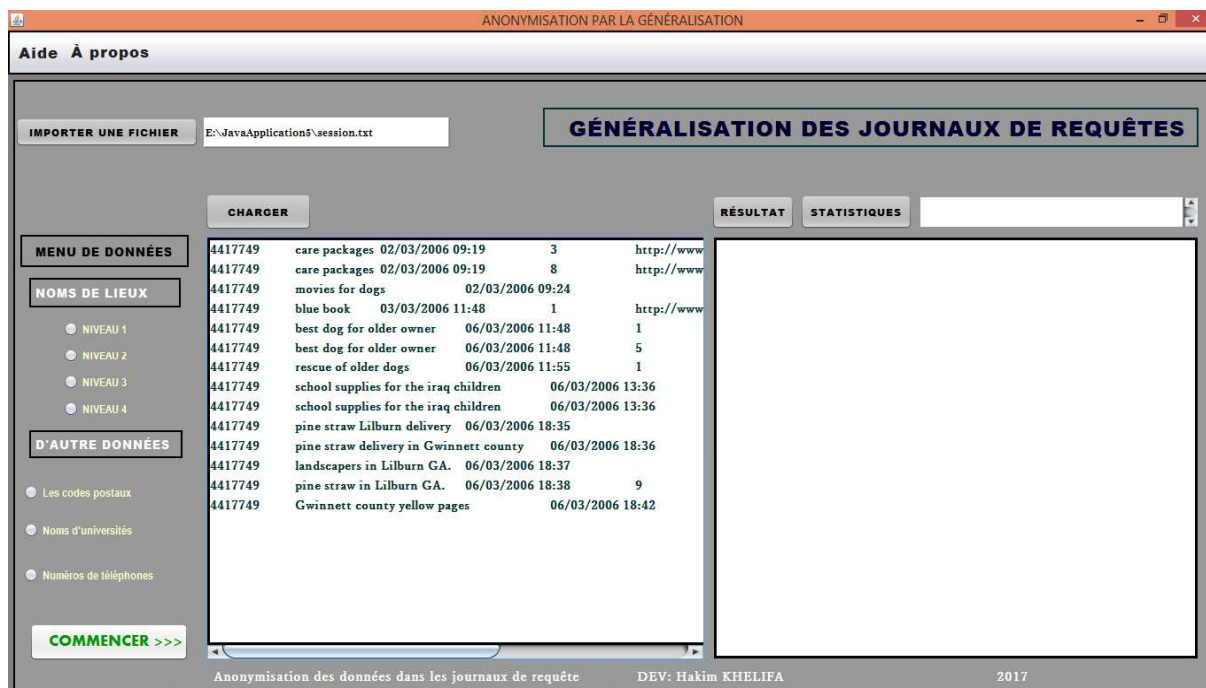 ANONYMISATION PAR LA GÉNÉRALISATION
Aide À propos
IMPORTER UNE FICHIER
E:\JavaApplication5\session.txt
GÉNÉRALISATION DES JOURNAUX DE REQUÊTES
CHARGER
RÉSULTAT
STATISTIQUES
MENU DE DONNÉES
NOMS DE LIEUX
NIVEAU 1
NIVEAU 2
NIVEAU 3
NIVEAU 4
D'AUTRE DONNÉES
Les codes postaux
Noms d'universités
Numéros de téléphones
COMMENCER >>>
4417749 care packages 02/03/2006 09:19 3 http://www
4417749 care packages 02/03/2006 09:19 8 http://www
4417749 movies for dogs 02/03/2006 09:24
4417749 blue book 03/03/2006 11:48 1 http://www
4417749 best dog for older owner 06/03/2006 11:48 1
4417749 best dog for older owner 06/03/2006 11:48 5
4417749 rescue of older dogs 06/03/2006 11:55 1
4417749 school supplies for the iraq children 06/03/2006 13:36
4417749 school supplies for the iraq children 06/03/2006 13:36
4417749 pine straw Lilburn delivery 06/03/2006 18:35
4417749 pine straw delivery in Gwinnett county 06/03/2006 18:36
4417749 landscapers in Lilburn GA. 06/03/2006 18:37
4417749 pine straw in Lilburn GA. 06/03/2006 18:38 9
4417749 Gwinnett county yellow pages 06/03/2006 18:42
Anonymisation des données dans les journaux de requête DEV: Hakim KHELIFA 2017